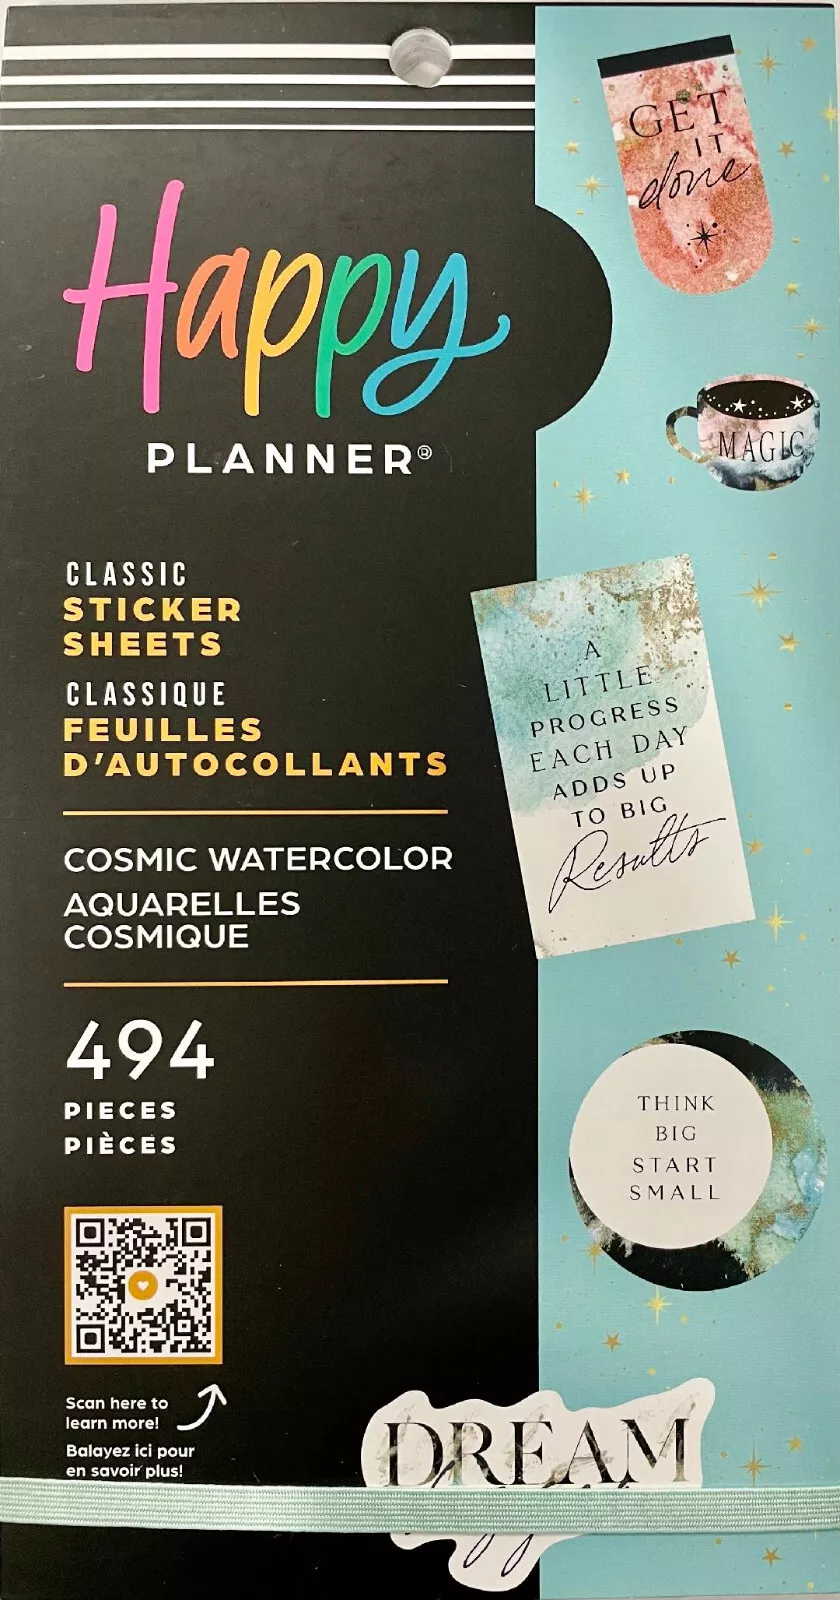 Happy
PLANNER®
CLASSIC
STICKER
SHEETS
CLASSIQUE
FEUILLES
D'AUTOCOLLANTS
COSMIC WATERCOLOR
AQUARELLES
COSMIQUE
494
PIECES
PIÈCES
Scan here to
learn more!
Balayez ici pour
en savoir plus!
GET
IT
done
MAGIC
A
LITTLE
PROGRESS
EACH DAY
ADDS UP
TO BIG
Results
THINK
BIG
START
SMALL
DREAM